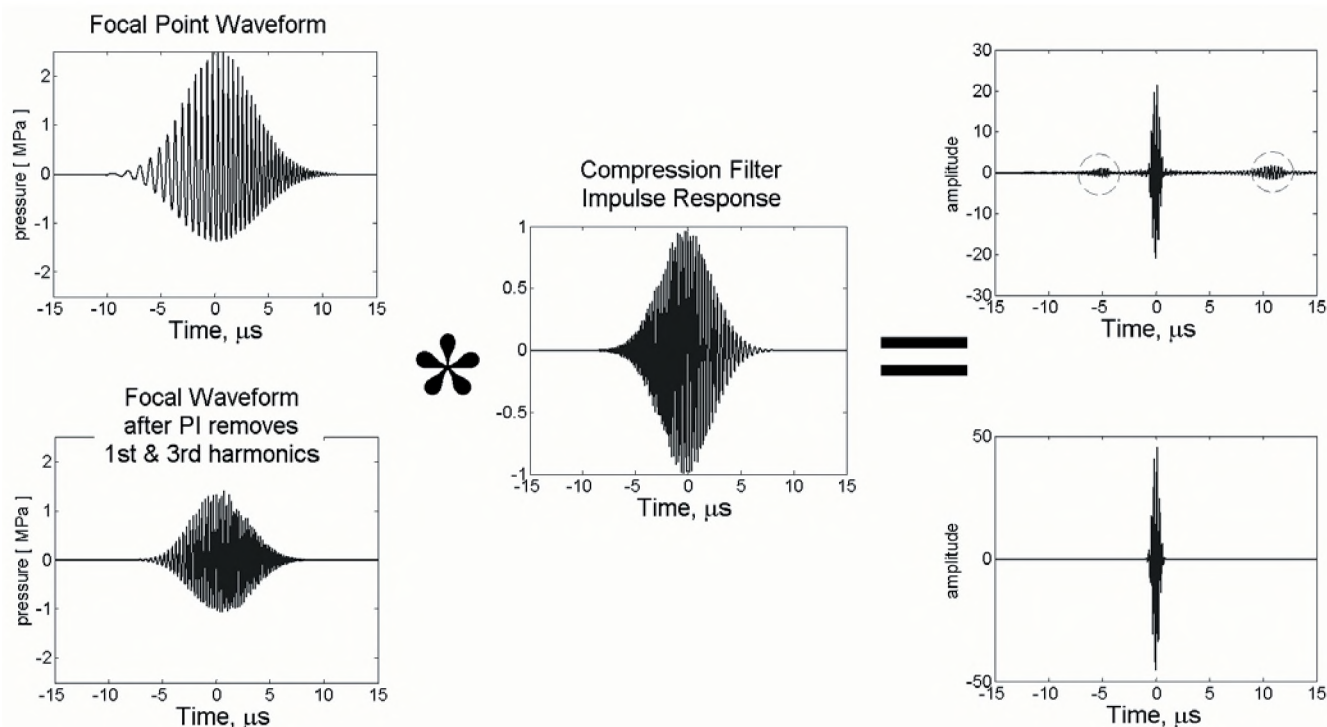 Focal Point Waveform
pressure [ MPa ]
2
1
0
-1
-2
-15 -10 -5 0 5 10 15
Time, μs
Focal Waveform
after PI removes
1st & 3rd harmonics
pressure [ MPa ]
2
1
0
-1
-2
-15 -10 -5 0 5 10 15
Time, μs
*
Compression Filter
Impulse Response
1
0.5
0
-0.5
-1
-15 -10 -5 0 5 10 15
Time, μs
=
amplitude
30
20
10
0
-10
-20
-30
-15 -10 -5 0 5 10 15
Time, μs
amplitude
50
0
-50
-15 -10 -5 0 5 10 15
Time, μs